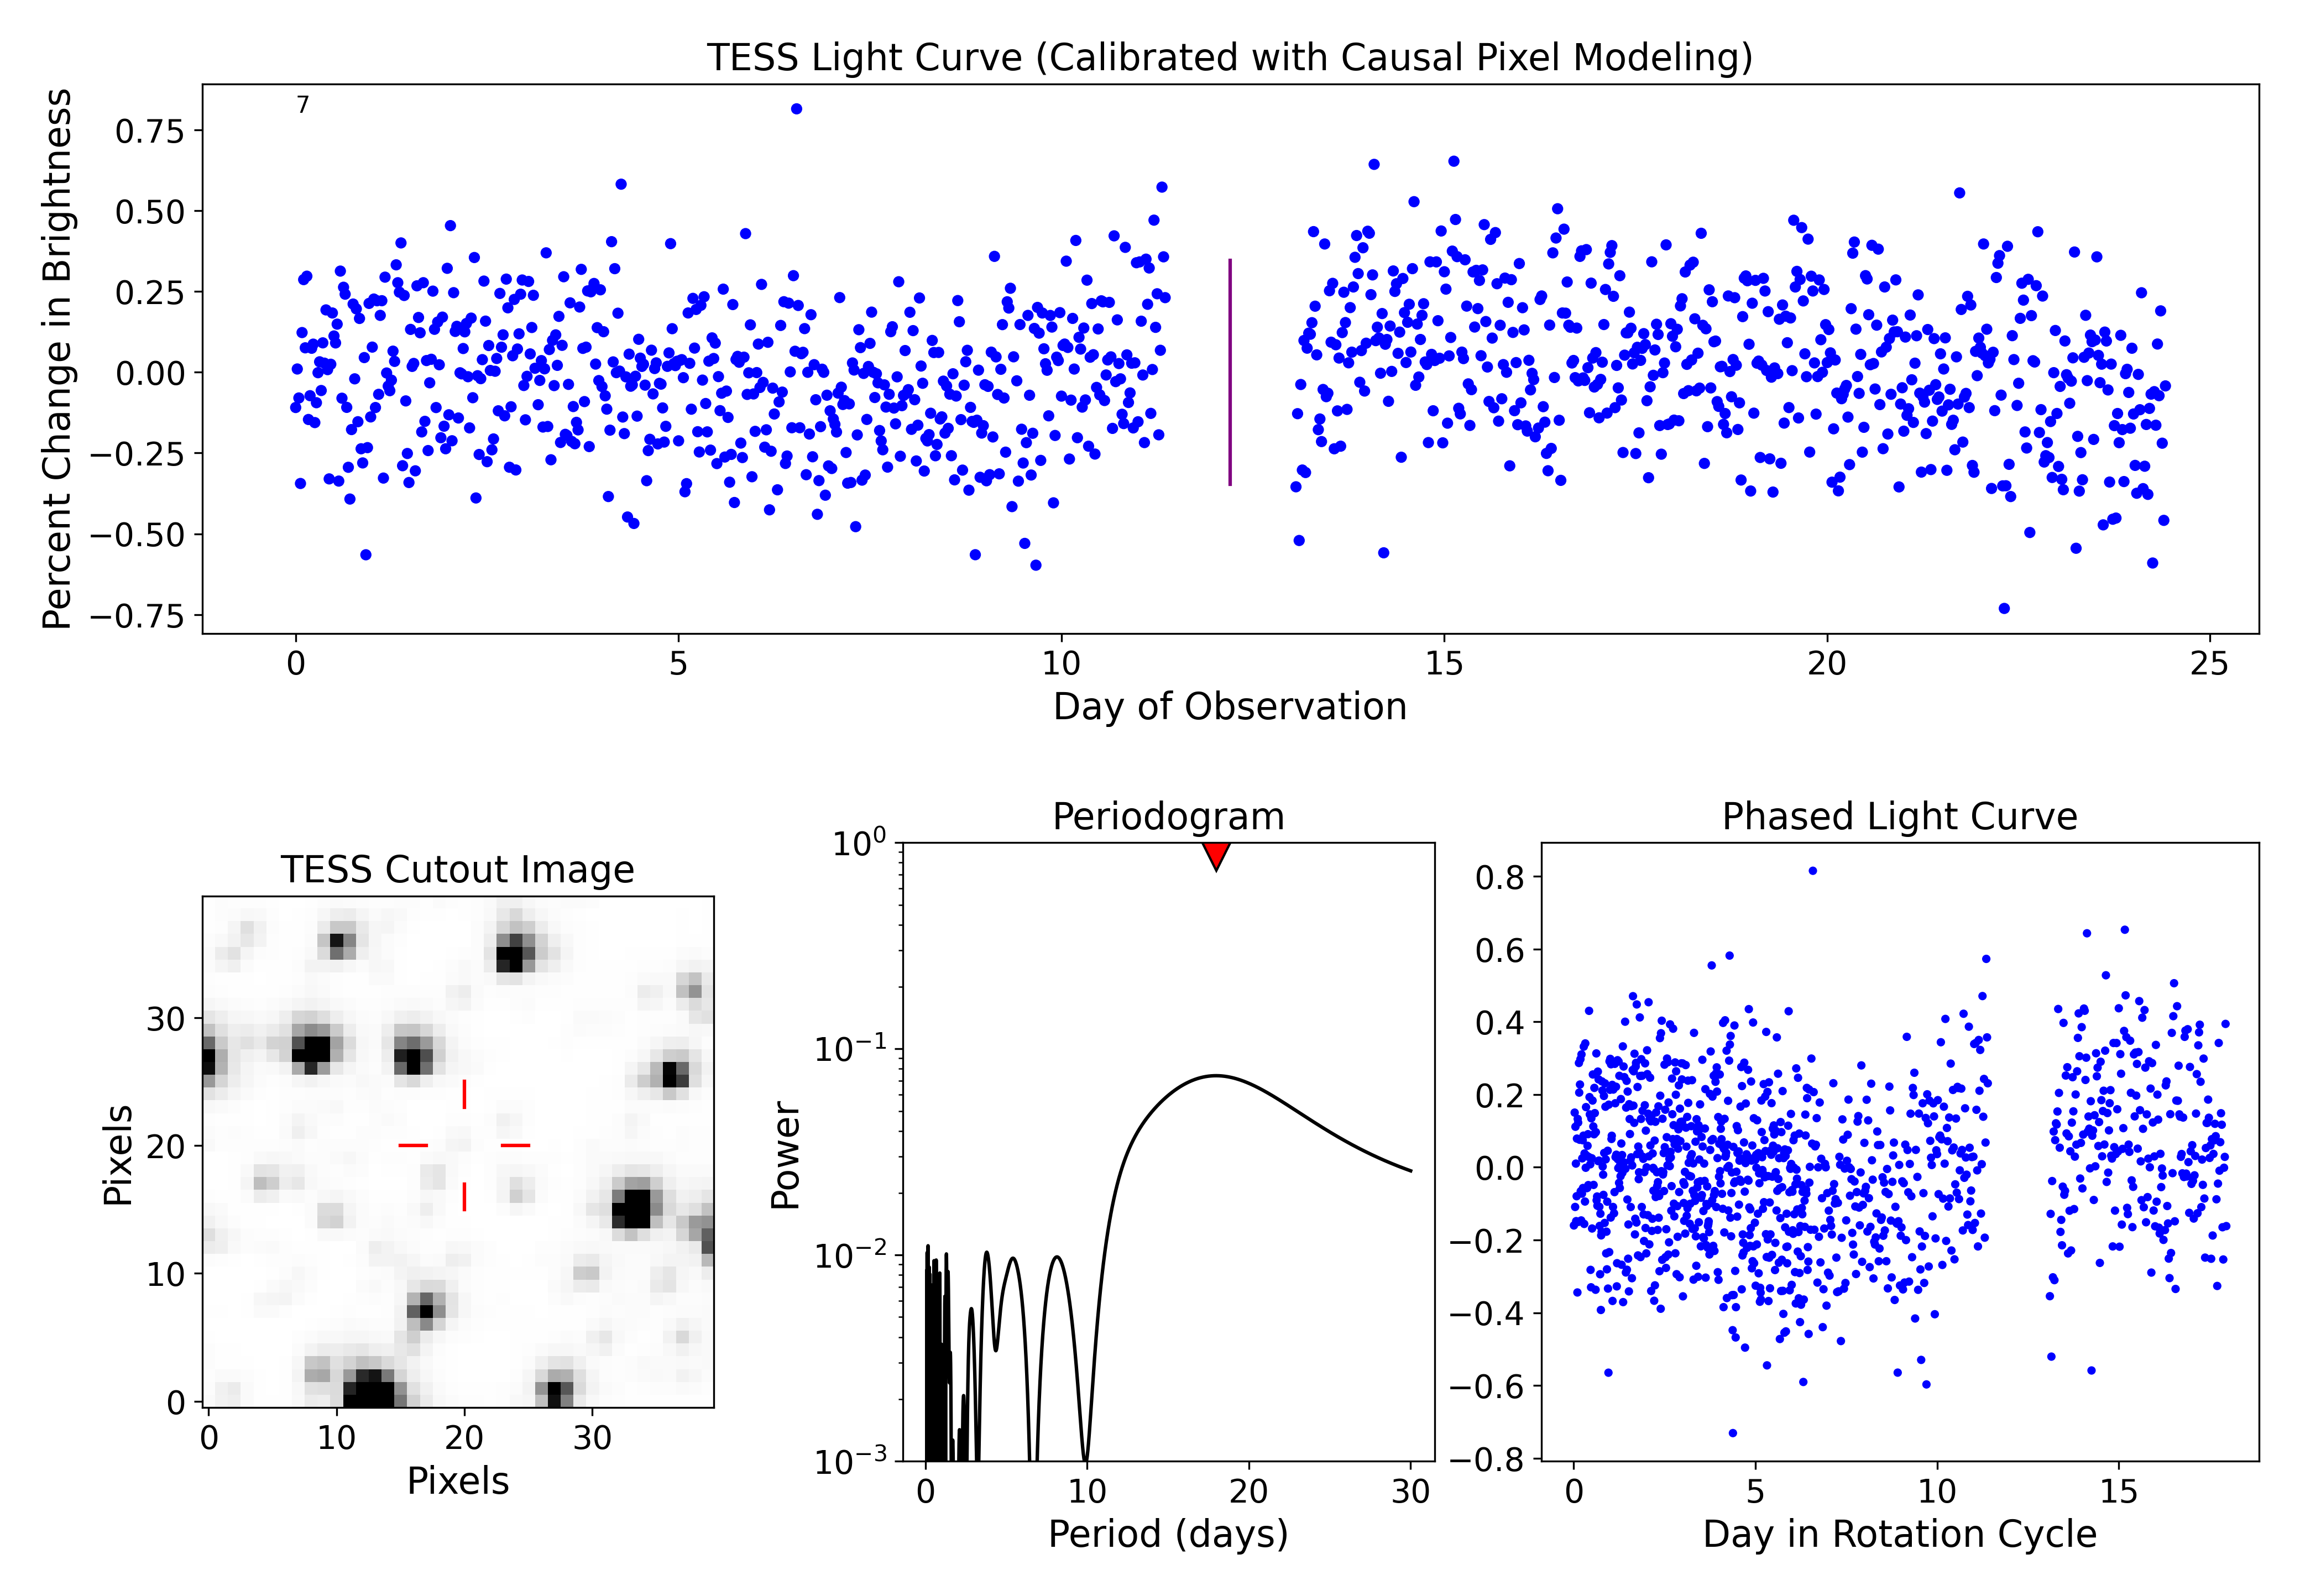 TESS Light Curve (Calibrated with Causal Pixel Modeling)
Percent Change in Brightness
7
0.75
0.50
0.25
0.00
−0.25
−0.50
−0.75
0 5 10 15 20 25
Day of Observation
TESS Cutout Image
Pixels
30
20
10
0
0 10 20 30
Pixels
Periodogram
Power
10⁰
10⁻¹
10⁻²
10⁻³
0 10 20 30
Period (days)
Phased Light Curve
0.8
0.6
0.4
0.2
0.0
−0.2
−0.4
−0.6
−0.8
0 5 10 15
Day in Rotation Cycle